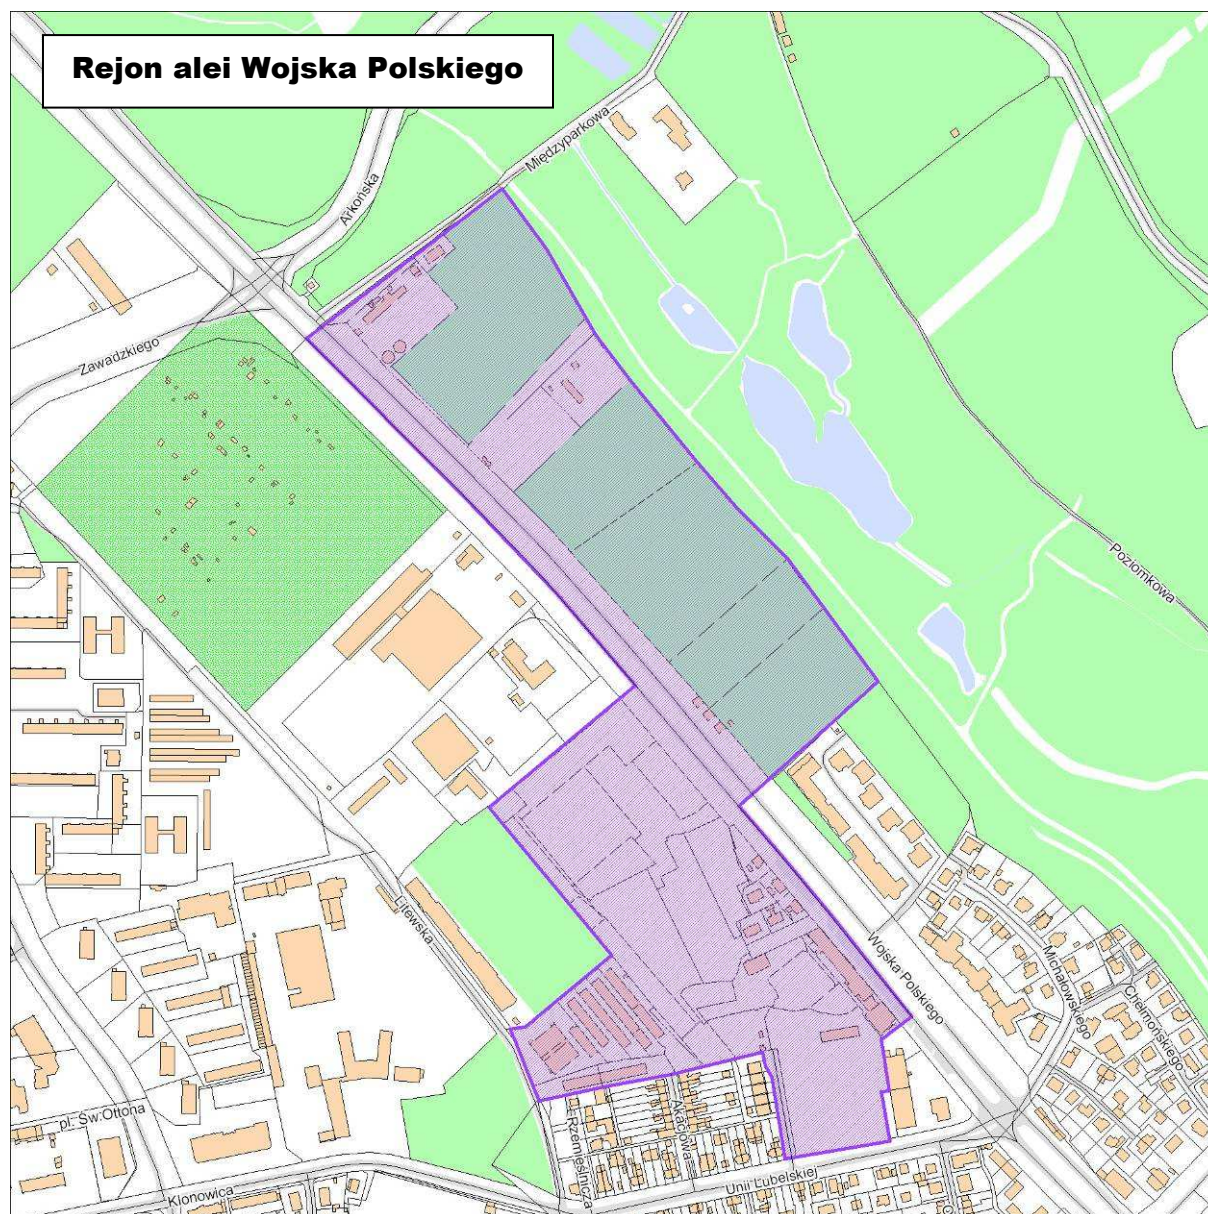 Rejon alei Wojska Polskiego
Międzyparkowa
Arkońska
Zawadzkiego
Poziomkowa
Litewska
Wojska Polskiego
Michałowskiego
Chełmońskiego
pl. Św.Ottona
Rzemieślnicza
Akacjowa
Unii Lubelskiej
Klonowica